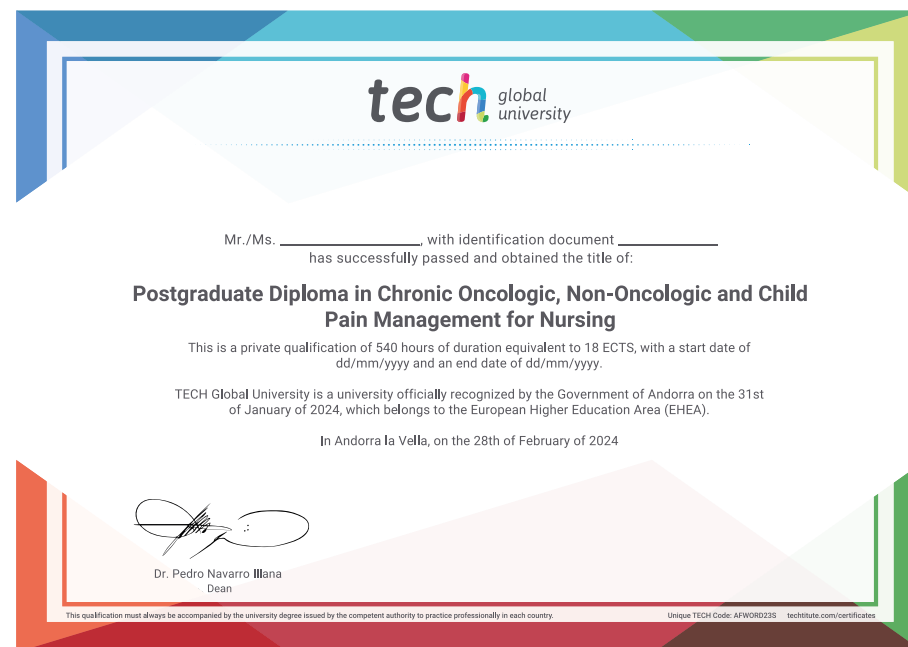 tech global university
Mr./Ms. ____________, with identification document ____________
has successfully passed and obtained the title of:
Postgraduate Diploma in Chronic Oncologic, Non-Oncologic and Child
Pain Management for Nursing
This is a private qualification of 540 hours of duration equivalent to 18 ECTS, with a start date of
dd/mm/yyyy and an end date of dd/mm/yyyy.
TECH Global University is a university officially recognized by the Government of Andorra on the 31st
of January of 2024, which belongs to the European Higher Education Area (EHEA).
In Andorra la Vella, on the 28th of February of 2024
Dr. Pedro Navarro Illana
Dean
This qualification must always be accompanied by the university degree issued by the competent authority to practice professionally in each country.
Unique TECH Code: AFWORD23S techtitute.com/certificates